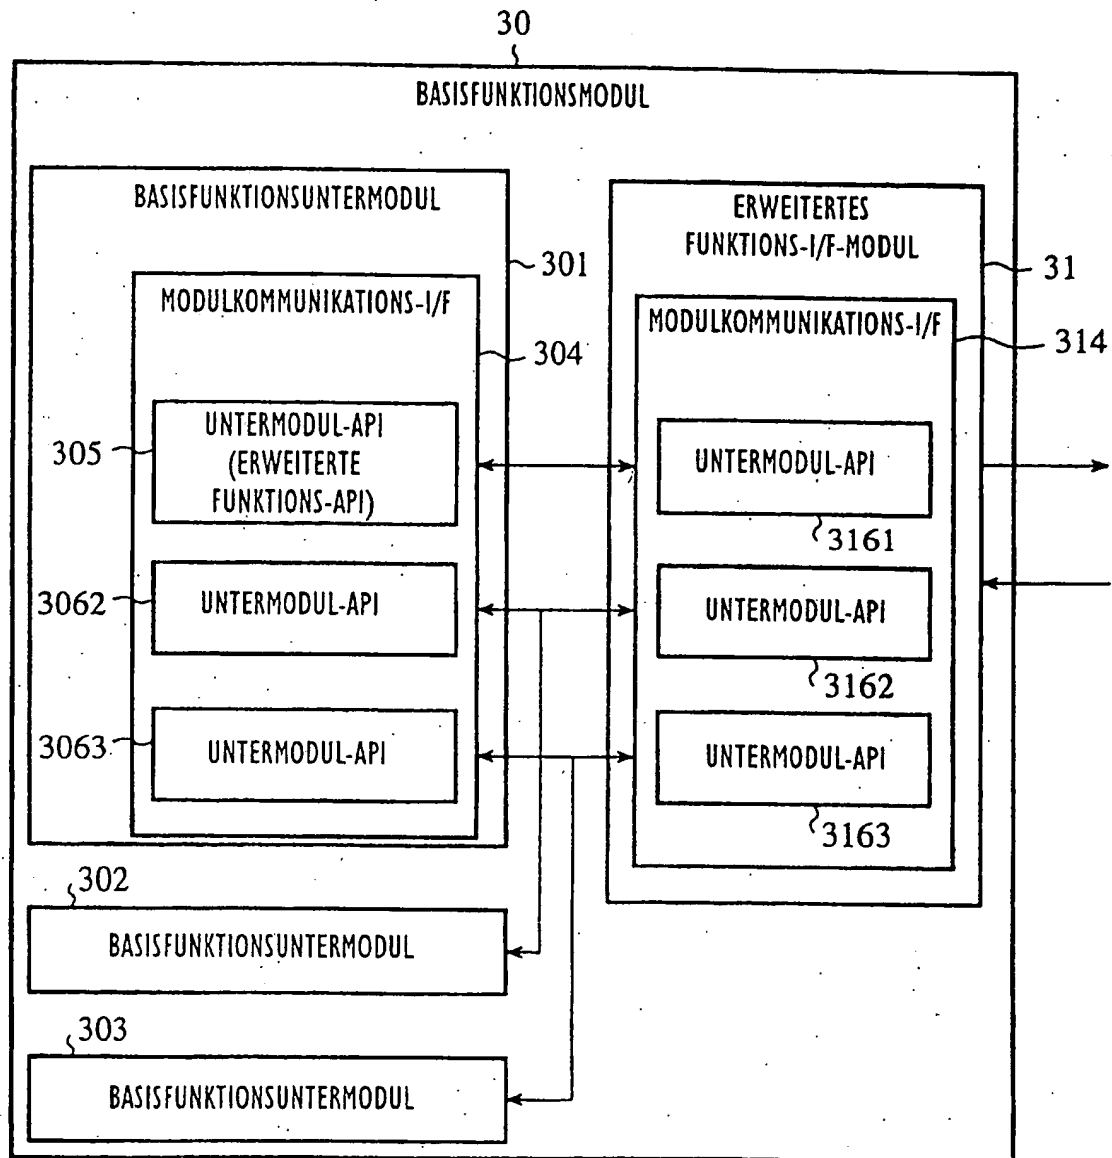 30
BASISFUNKTIONSMODUL
BASISFUNKTIONSUNTERMODUL
301
MODULKOMMUNIKATIONS-I/F
304
305
UNTERMODUL-API
(ERWEITERTE
FUNKTIONS-API)
3062
UNTERMODUL-API
3063
UNTERMODUL-API
302
BASISFUNKTIONSUNTERMODUL
303
BASISFUNKTIONSUNTERMODUL
ERWEITERTES
FUNKTIONS-I/F-MODUL
31
MODULKOMMUNIKATIONS-I/F
314
UNTERMODUL-API
3161
UNTERMODUL-API
3162
UNTERMODUL-API
3163